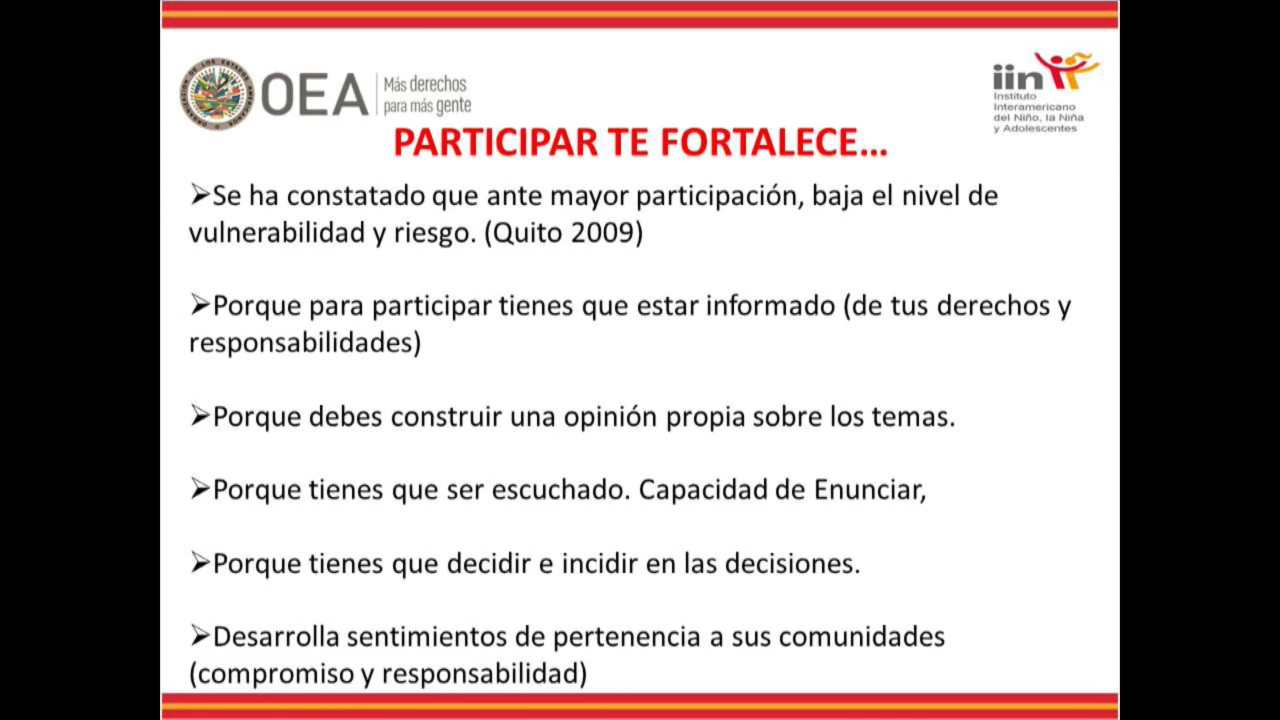 OEA
Más derechos
para más gente
iin
Instituto
Interamericano
del Niño, la Niña
y Adolescentes
PARTICIPAR TE FORTALECE...
➢Se ha constatado que ante mayor participación, baja el nivel de
vulnerabilidad y riesgo. (Quito 2009)
➢Porque para participar tienes que estar informado (de tus derechos y
responsabilidades)
➢Porque debes construir una opinión propia sobre los temas.
➢Porque tienes que ser escuchado. Capacidad de Enunciar,
➢Porque tienes que decidir e incidir en las decisiones.
➢Desarrolla sentimientos de pertenencia a sus comunidades
(compromiso y responsabilidad)